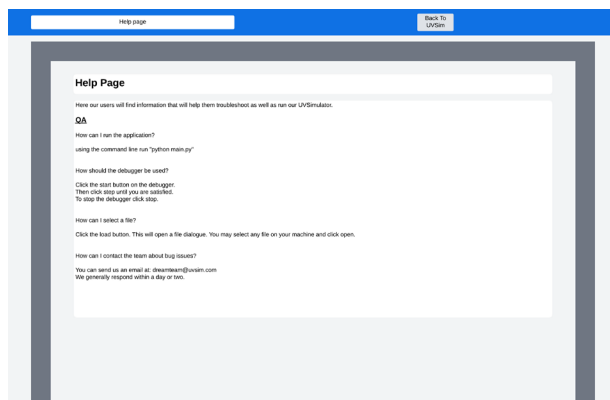 Help page
Back To
UVSim
Help Page
Here our users will find information that will help them troubleshoot as well as run our UVSimulator.
QA
How can I run the application?
using the command line run "python main.py"
How should the debugger be used?
Click the start button on the debugger.
Then click step until you are satisfied.
To stop the debugger click stop.
How can I select a file?
Click the load button. This will open a file dialogue. You may select any file on your machine and click open.
How can I contact the team about bug issues?
You can send us an email at: dreamteam@uvsim.com
We generally respond within a day or two.